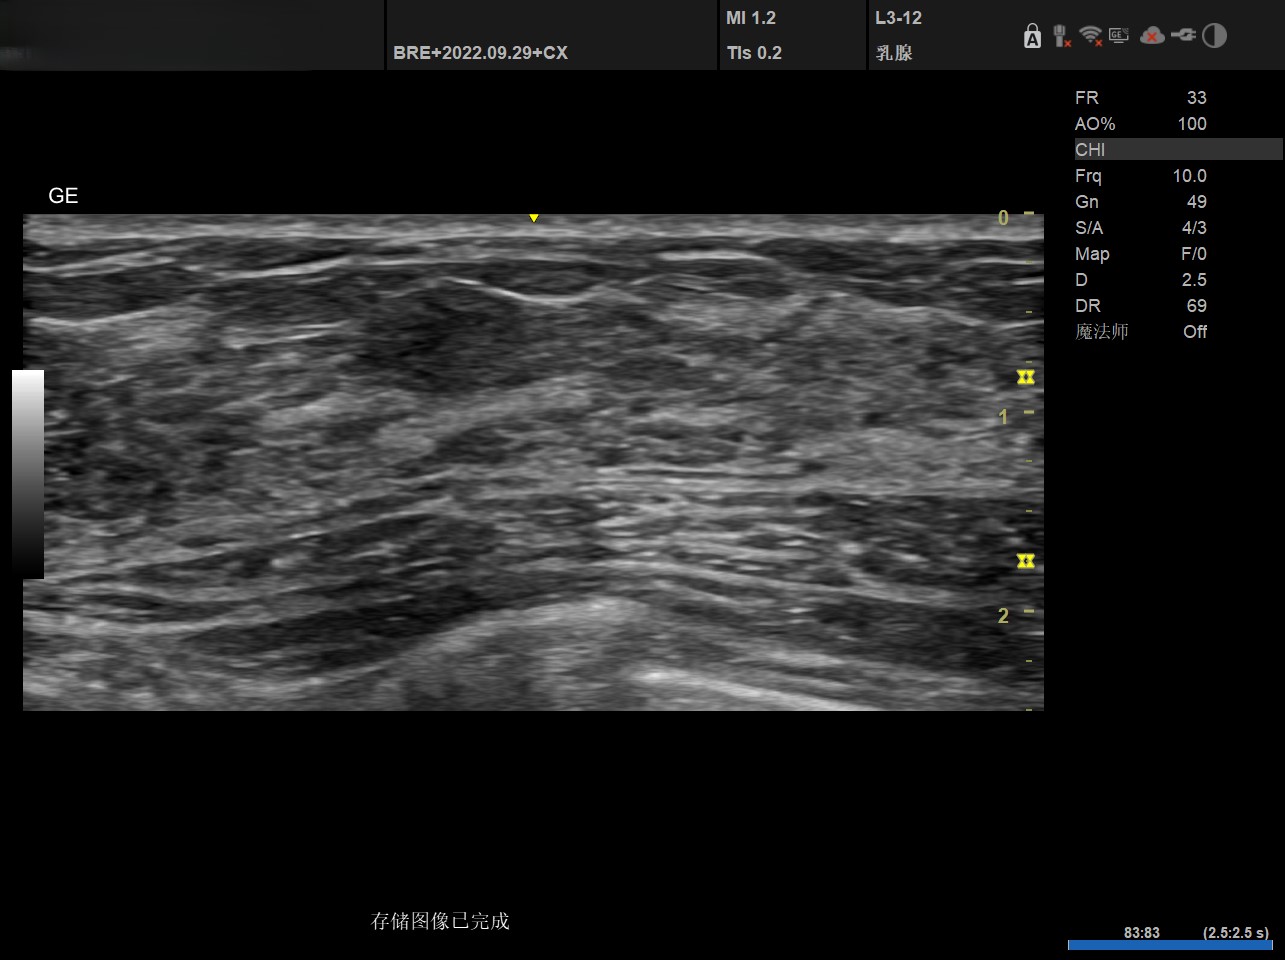 MI 1.2
L3-12
BRE+2022.09.29+CX
TIs 0.2
乳腺
FR 33
AO% 100
CHI
Frq 10.0
Gn 49
S/A 4/3
Map F/0
D 2.5
DR 69
魔法师 Off
GE
0
1
2
存储图像已完成
83:83 (2.5:2.5 s)